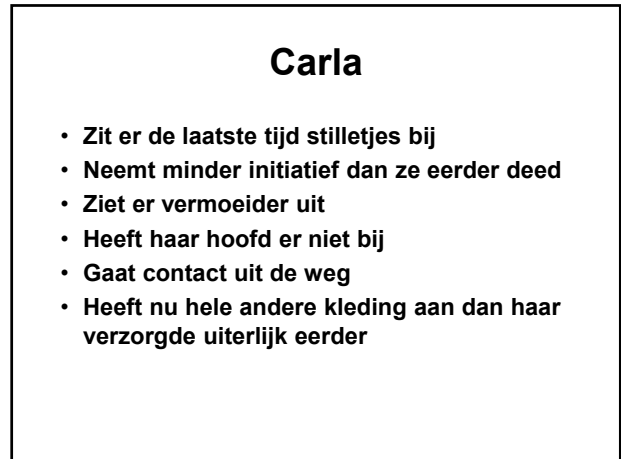 Carla
• Zit er de laatste tijd stilletjes bij
• Neemt minder initiatief dan ze eerder deed
• Ziet er vermoeider uit
• Heeft haar hoofd er niet bij
• Gaat contact uit de weg
• Heeft nu hele andere kleding aan dan haar
verzorgde uiterlijk eerder